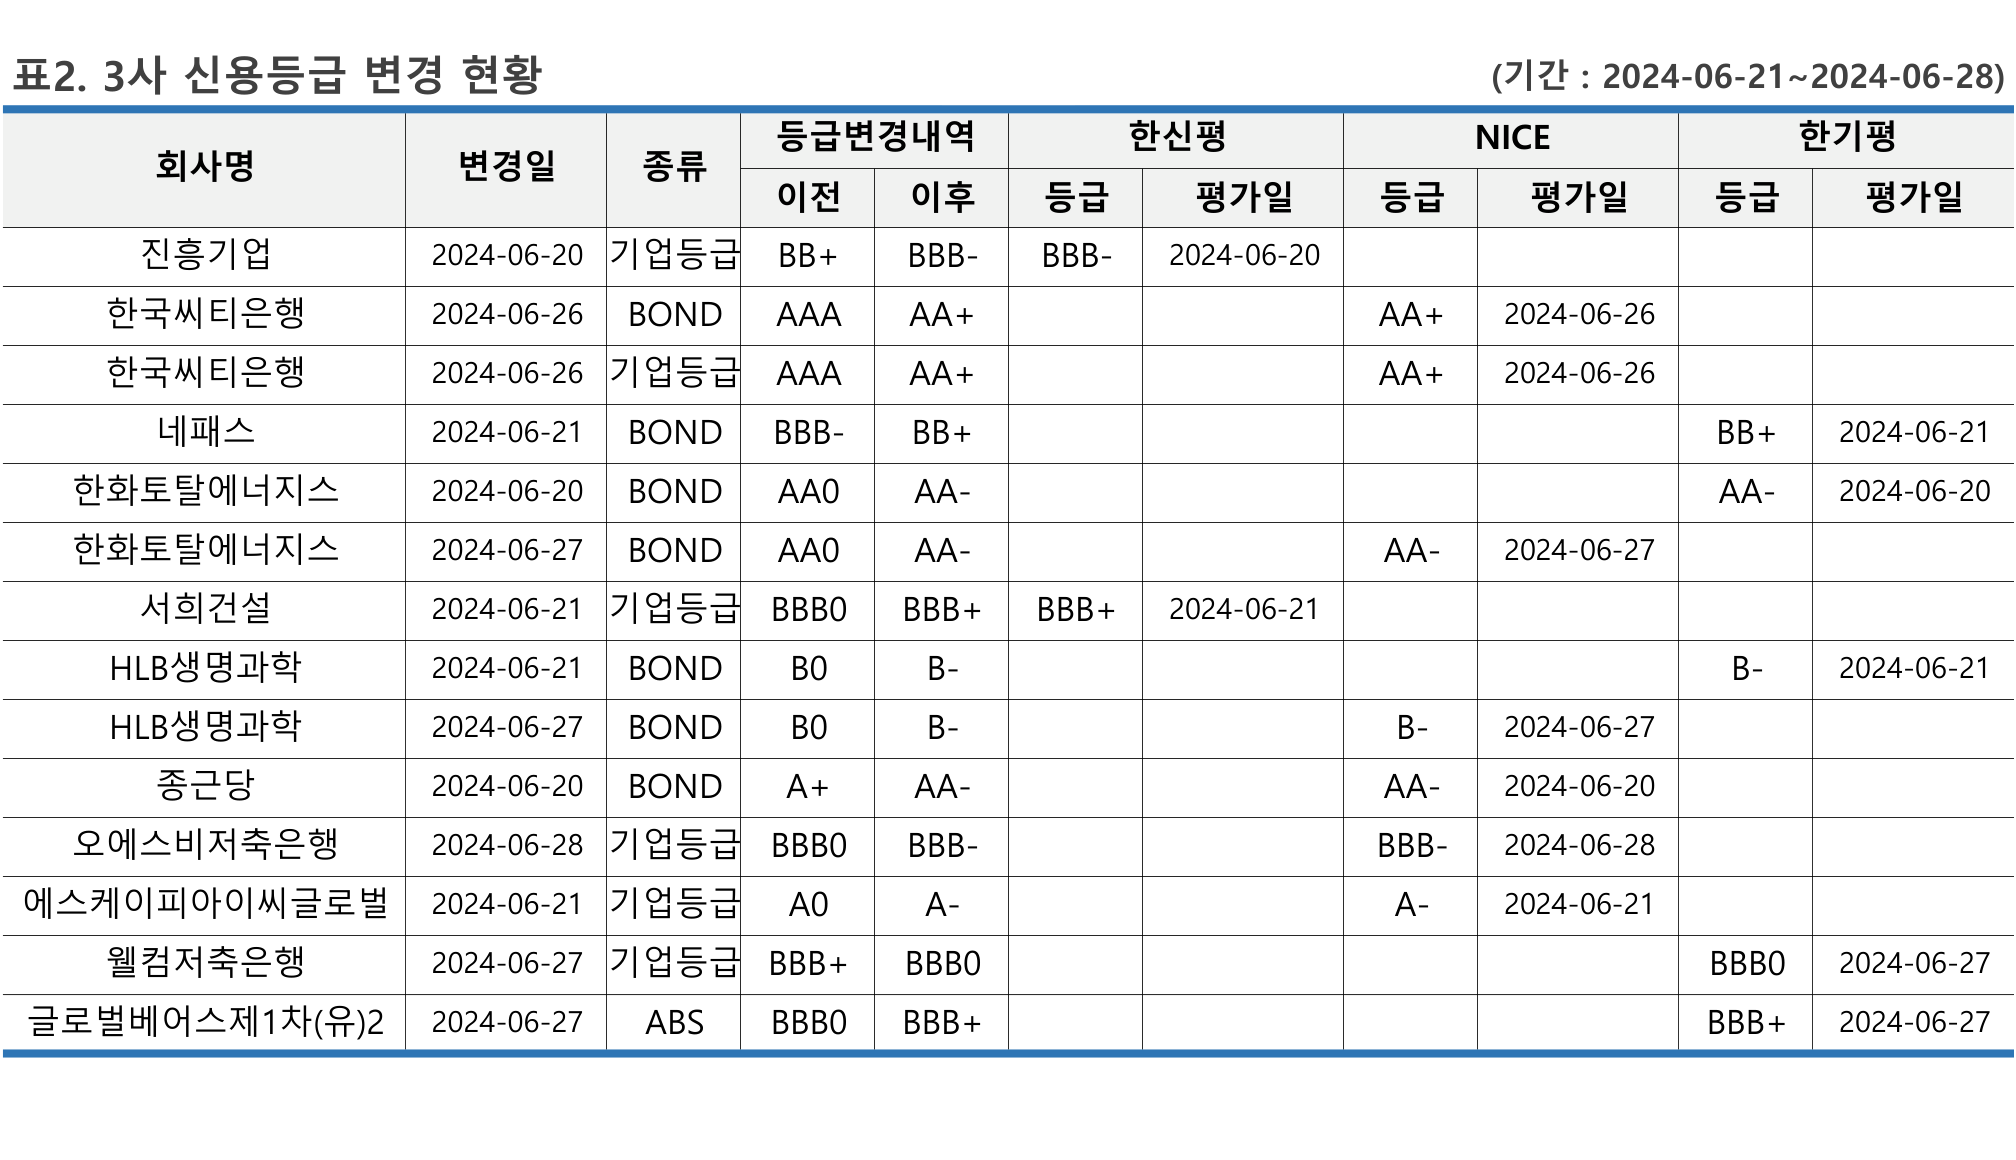 표2. 3사 신용등급 변경 현황 (기간 : 2024-06-21~2024-06-28)
회사명 변경일 종류 등급변경내역 한신평 NICE 한기평
이전 이후 등급 평가일 등급 평가일 등급 평가일
진흥기업 2024-06-20 기업등급 BB+ BBB- BBB- 2024-06-20
한국씨티은행 2024-06-26 BOND AAA AA+ AA+ 2024-06-26
한국씨티은행 2024-06-26 기업등급 AAA AA+ AA+ 2024-06-26
네패스 2024-06-21 BOND BBB- BB+ BB+ 2024-06-21
한화토탈에너지스 2024-06-20 BOND AA0 AA- AA- 2024-06-20
한화토탈에너지스 2024-06-27 BOND AA0 AA- AA- 2024-06-27
서희건설 2024-06-21 기업등급 BBB0 BBB+ BBB+ 2024-06-21
HLB생명과학 2024-06-21 BOND B0 B- B- 2024-06-21
HLB생명과학 2024-06-27 BOND B0 B- B- 2024-06-27
종근당 2024-06-20 BOND A+ AA- AA- 2024-06-20
오에스비저축은행 2024-06-28 기업등급 BBB0 BBB- BBB- 2024-06-28
에스케이피아이씨글로벌 2024-06-21 기업등급 A0 A- A- 2024-06-21
웰컴저축은행 2024-06-27 기업등급 BBB+ BBB0 BBB0 2024-06-27
글로벌베어스제1차(유)2 2024-06-27 ABS BBB0 BBB+ BBB+ 2024-06-27